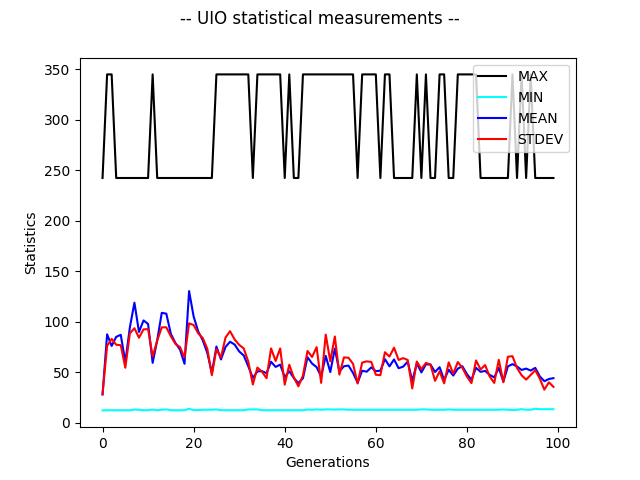 -- UIO statistical measurements --
350
300
250
200
150
100
50
0
Statistics
MAX
MIN
MEAN
STDEV
0 20 40 60 80 100
Generations